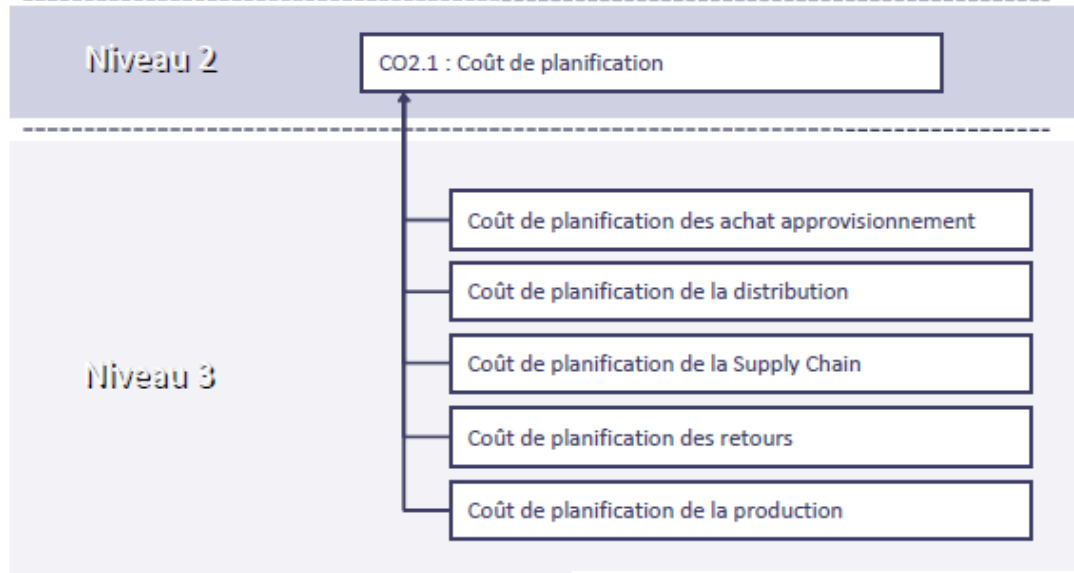 Niveau 2
CO2.1 : Coût de planification
Coût de planification des achat approvisionnement
Coût de planification de la distribution
Niveau 3
Coût de planification de la Supply Chain
Coût de planification des retours
Coût de planification de la production